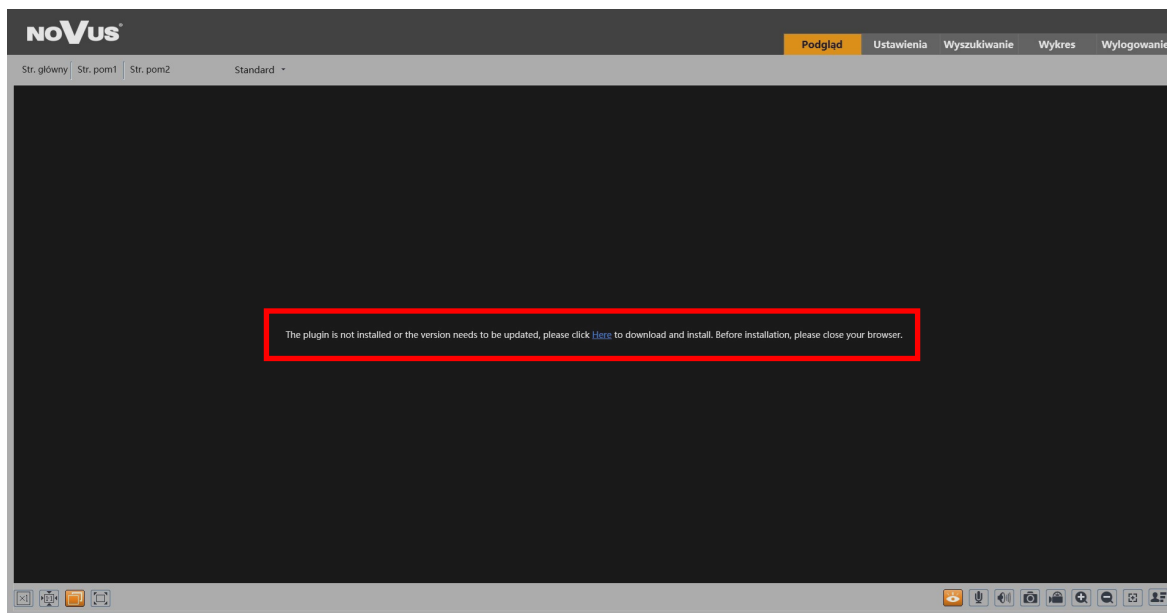 NOVUS
Podgląd Ustawienia Wyszukiwanie Wykres Wylogowanie
Str. główny Str. pom1 Str. pom2 Standard
The plugin is not installed or the version needs to be updated, please click Here to download and install. Before installation, please close your browser.